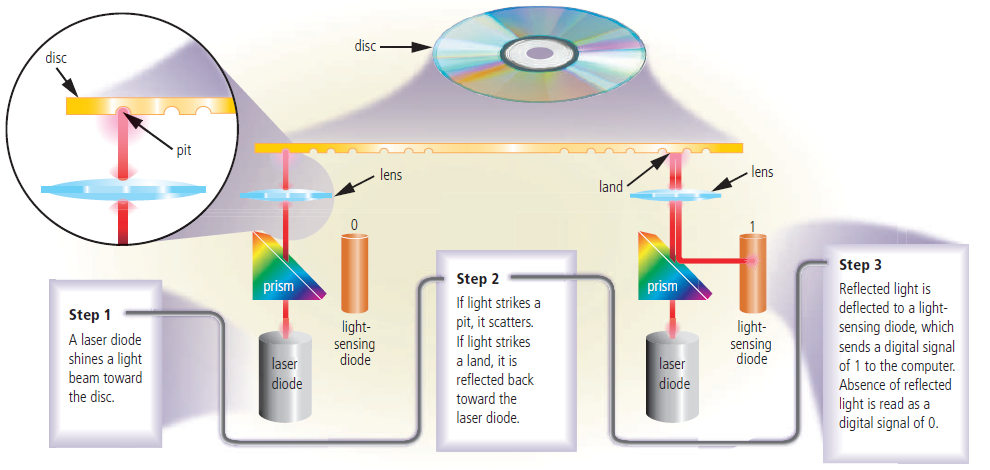 disc
pit
disc
lens
land
lens
0
1
prism
prism
light-
sensing
diode
light-
sensing
diode
laser
diode
laser
diode
Step 1
A laser diode
shines a light
beam toward
the disc.
Step 2
If light strikes a
pit, it scatters.
If light strikes
a land, it is
reflected back
toward the
laser diode.
Step 3
Reflected light is
deflected to a light-
sensing diode, which
sends a digital signal
of 1 to the computer.
Absence of reflected
light is read as a
digital signal of 0.